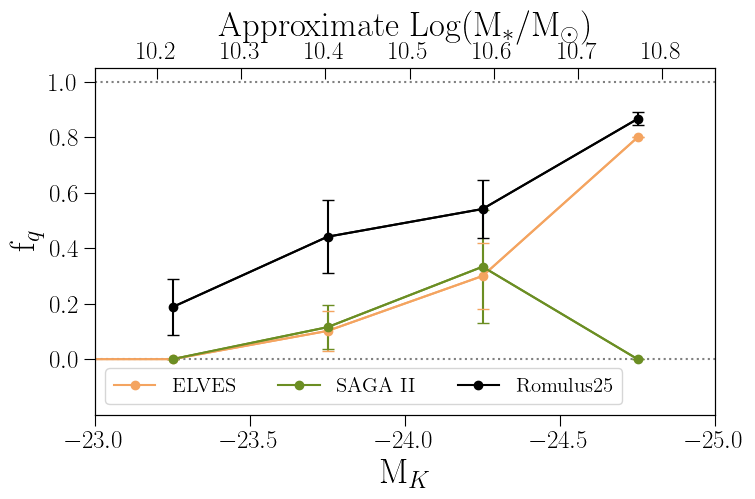 Approximate Log(M*/M☉)
10.2 10.3 10.4 10.5 10.6 10.7 10.8
1.0
0.8
0.6
f_q
0.4
0.2
0.0
ELVES SAGA II Romulus25
−23.0 −23.5 −24.0 −24.5 −25.0
M_K